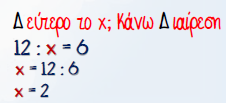 Δεύτερο το x; Κάνω Διαίρεση
12 : x = 6
x = 12 : 6
x = 2